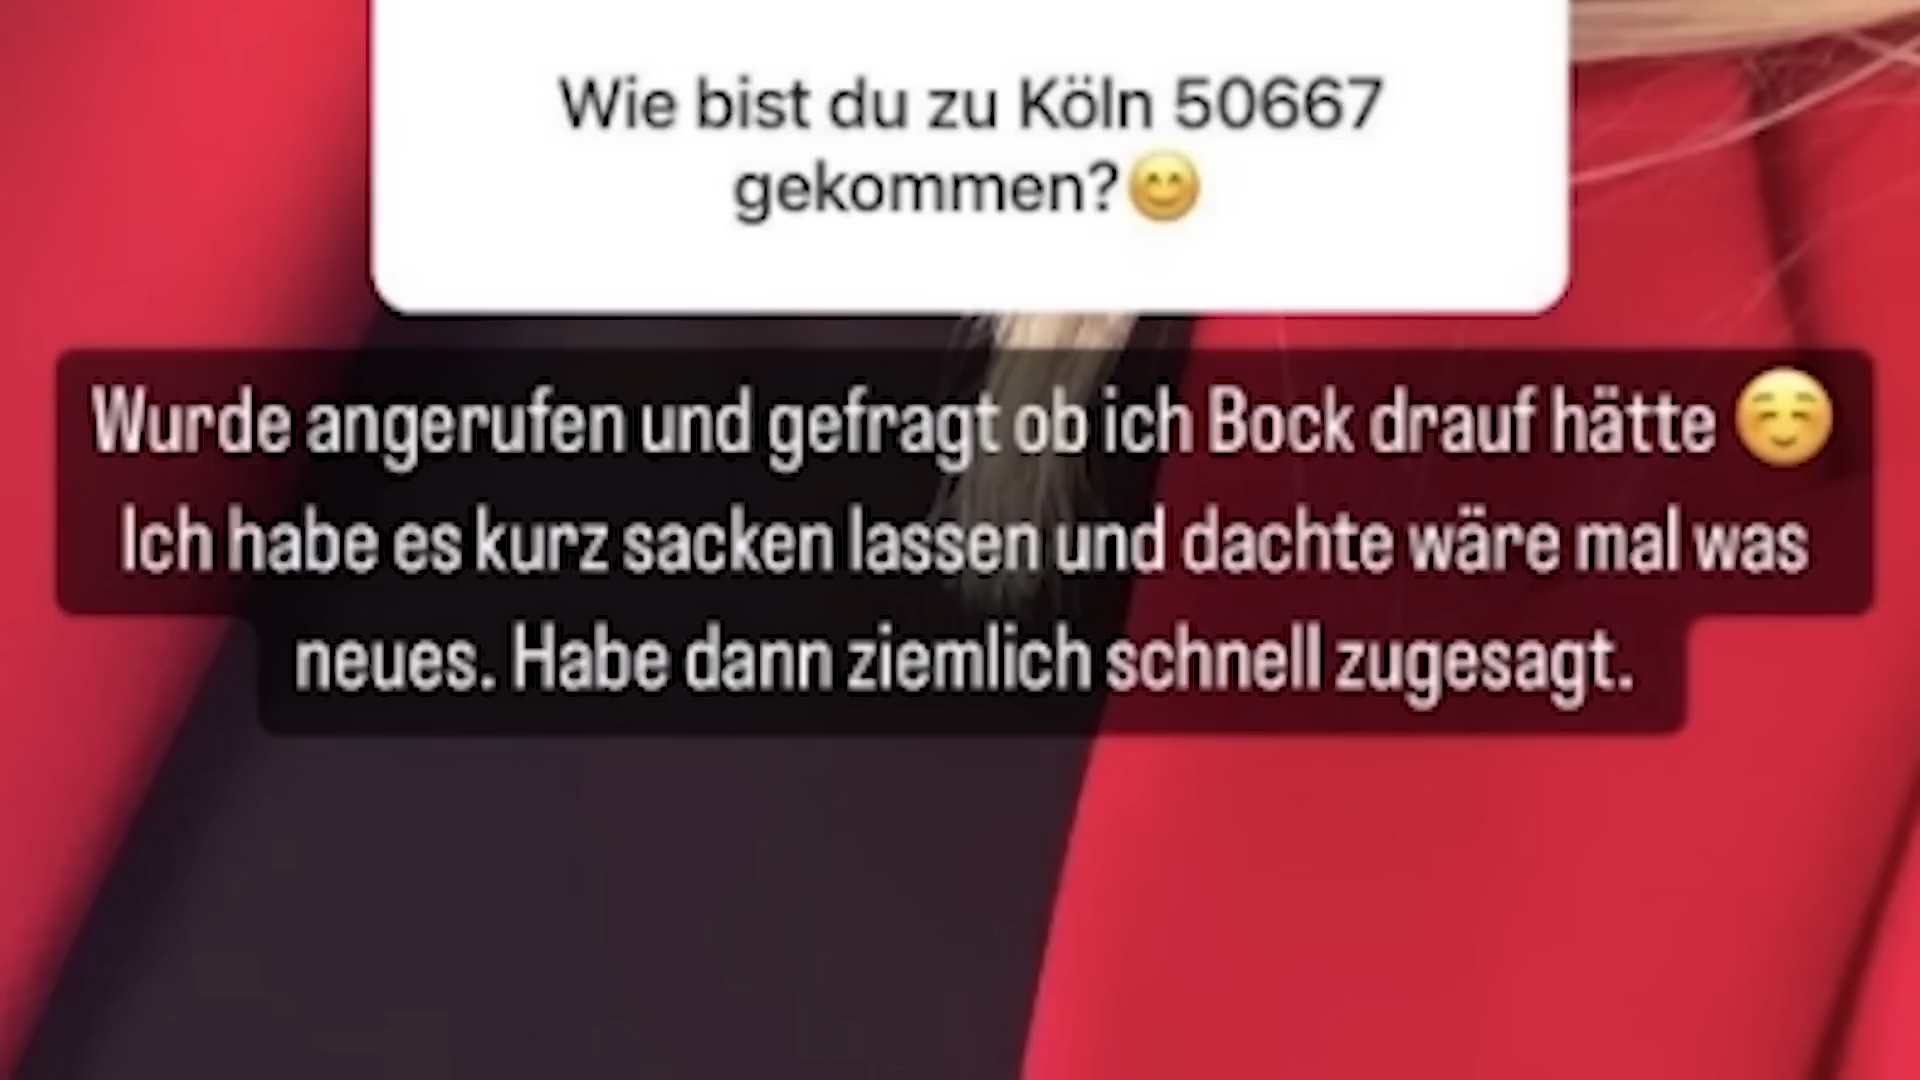 Wie bist du zu Köln 50667
gekommen?😊
Wurde angerufen und gefragt ob ich Bock drauf hätte ☺️
Ich habe es kurz sacken lassen und dachte wäre mal was
neues. Habe dann ziemlich schnell zugesagt.